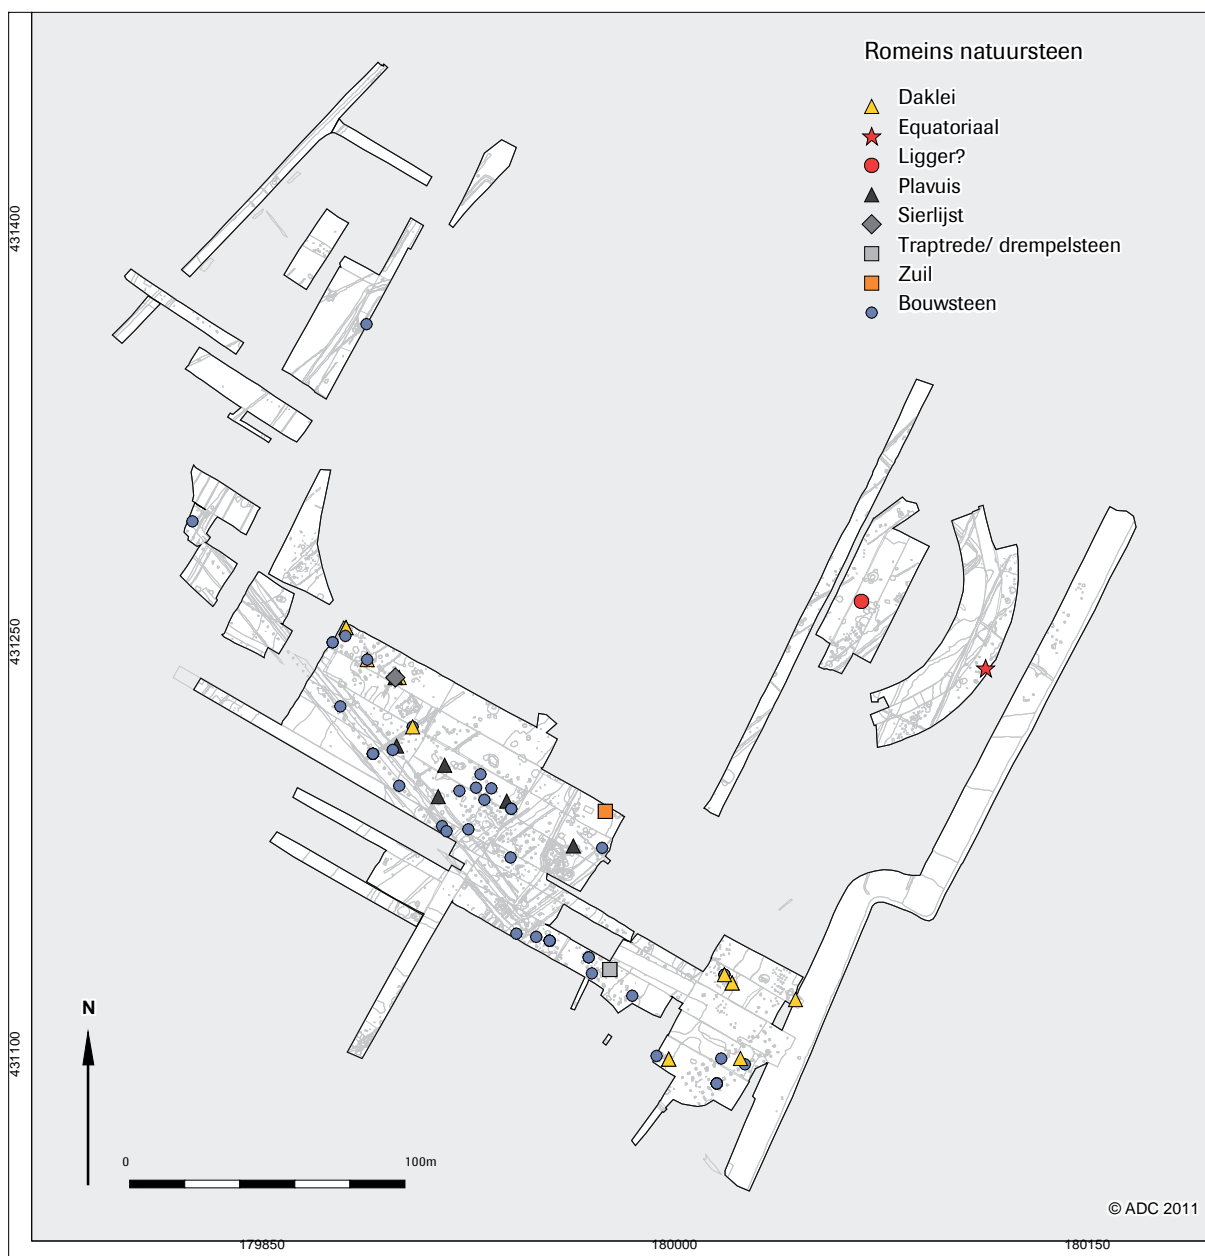 Romeins natuursteen
Daklei
Equatoriaal
Ligger?
Plavuis
Sierlijst
Traptrede/ drempelsteen
Zuil
Bouwsteen
431400
431250
431100
N
0 100m
© ADC 2011
179850 180000 180150